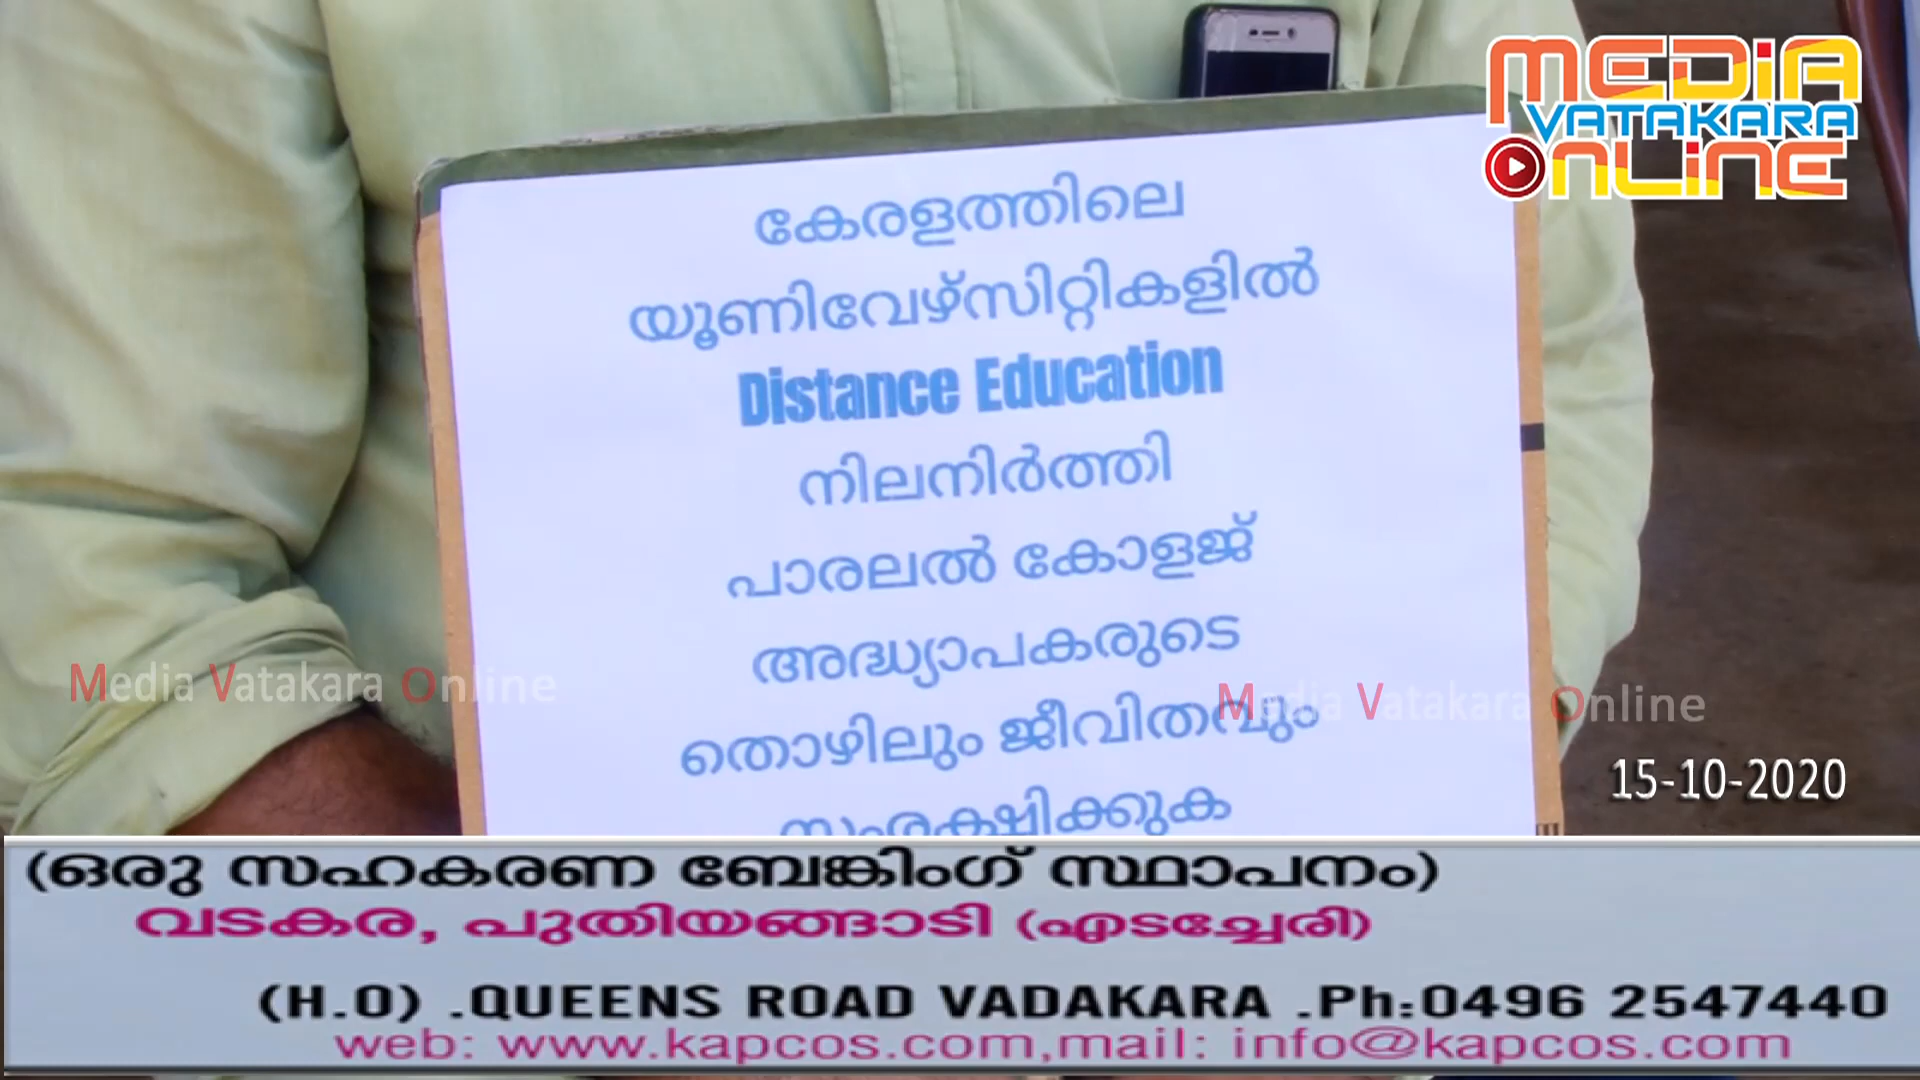 MEDIA
VATAKARA
ONLINE
കേരളത്തിലെ
യൂണിവേഴ്സിറ്റികളിൽ
Distance Education
നിലനിർത്തി
പാരലൽ കോളജ്
അദ്ധ്യാപകരുടെ
തൊഴിലും ജീവിതവും
സംരക്ഷിക്കുക
Media Vatakara Online
Media Vatakara Online
15-10-2020
(ഒരു സഹകരണ ബേങ്കിംഗ് സ്ഥാപനം)
വടകര, പുതിയങ്ങാടി (എടച്ചേരി)
(H.O) .QUEENS ROAD VADAKARA .Ph:0496 2547440
web: www.kapcos.com,mail: info@kapcos.com